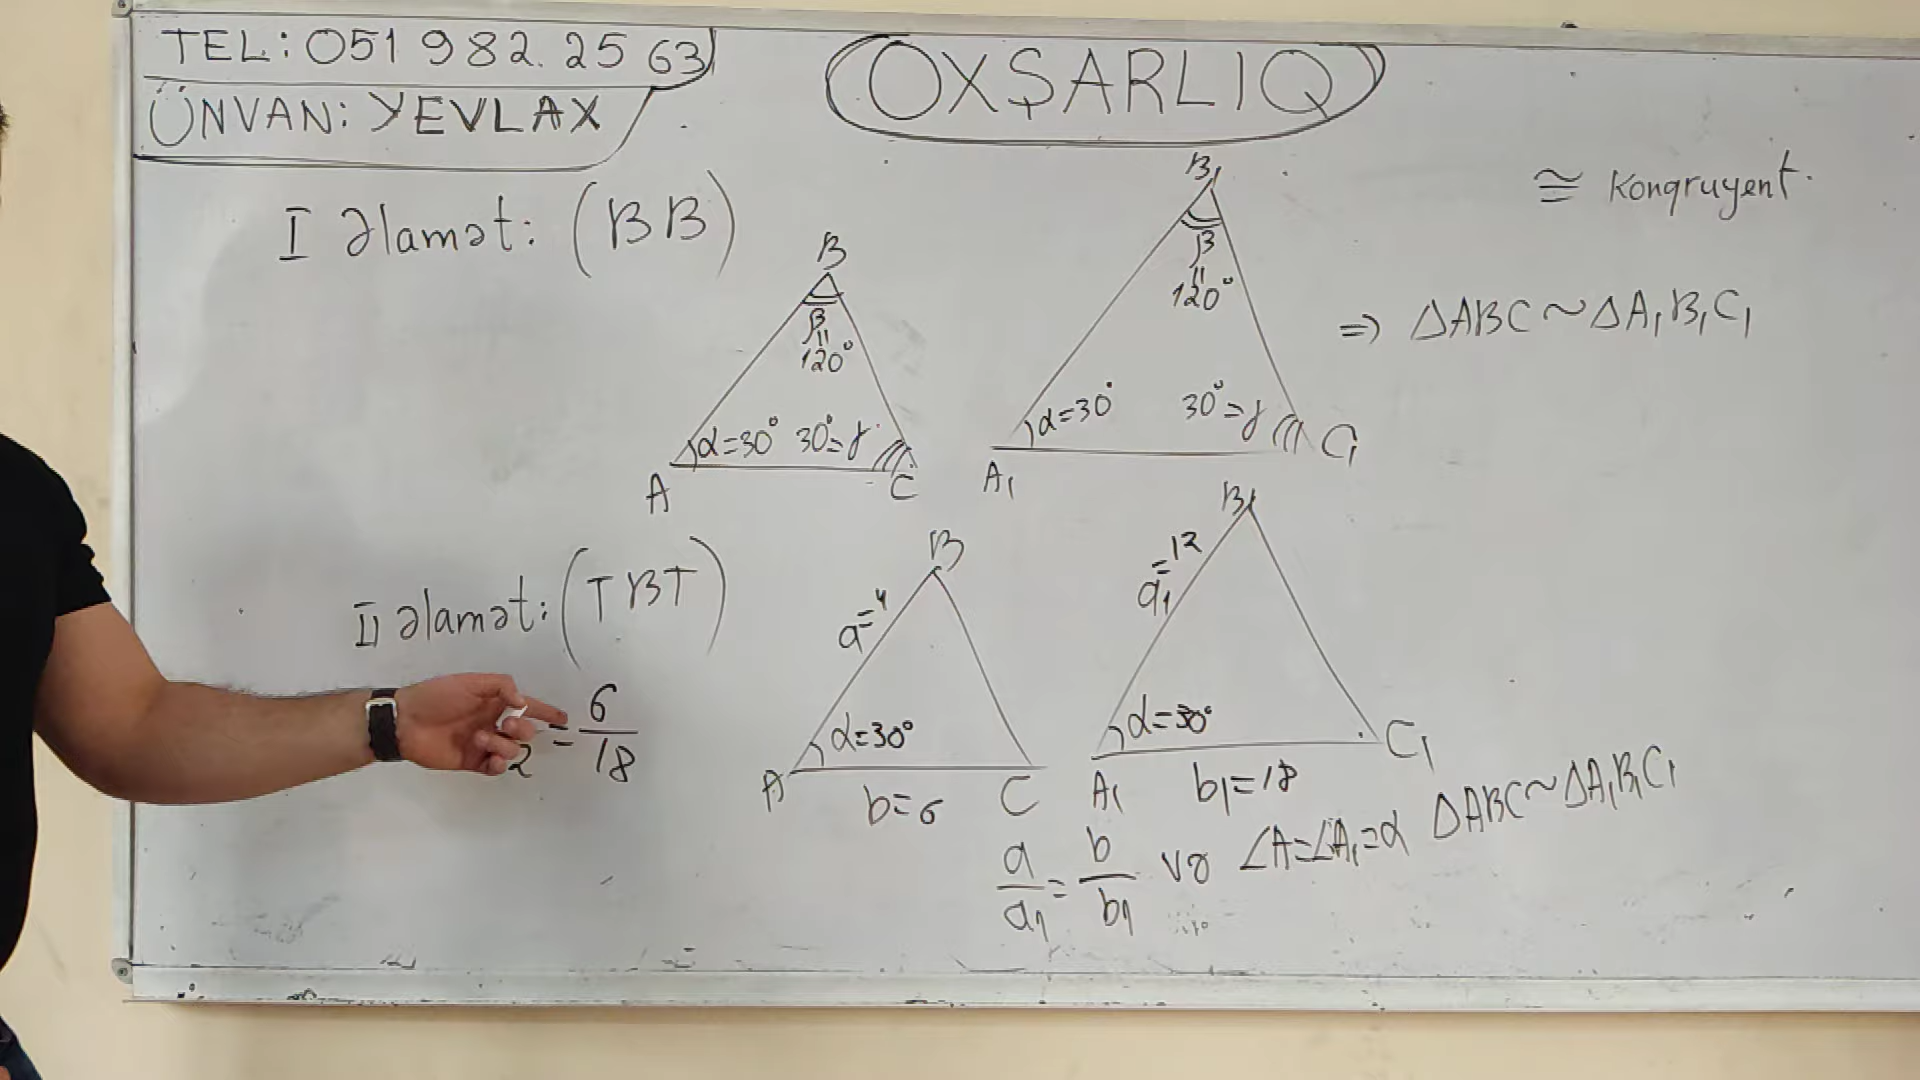 TEL: 051 982. 25 63
ÜNVAN: YEVLAX
OXŞARLIQ
≅ Kongruyent.
I Əlamət: (BB)
B
β
=
120°
α=30° 30°=γ
A C
B₁
β
=
120°
α=30° 30°=γ
A₁ C₁
⇒ ΔABC~ΔA₁B₁C₁
II əlamət: (TBT)
2 = 6/18
B
a=4
α=30°
A C
b=6
B₁
a₁=12
α=30°
A₁ C₁
b₁=18
a/a₁ = b/b₁ və ∠A=∠A₁=α ΔABC~ΔA₁B₁C₁